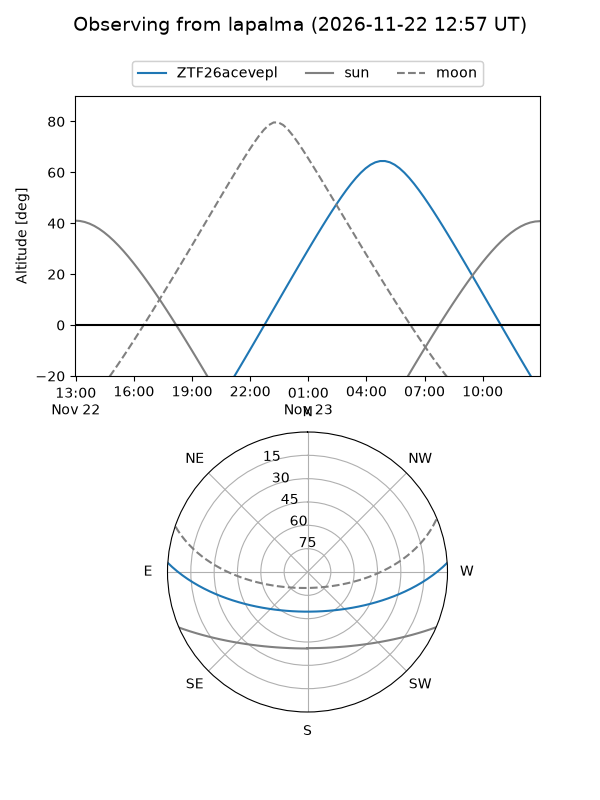 Observing from lapalma (2026-11-22 12:57 UT)
ZTF26acevepl sun moon
Altitude [deg]
80
60
40
20
0
−20
13:00 16:00 19:00 22:00 01:00 04:00 07:00 10:00
Nov 22 Nov 23
N
NE NW
15
30
45
60
75
E W
SE SW
S